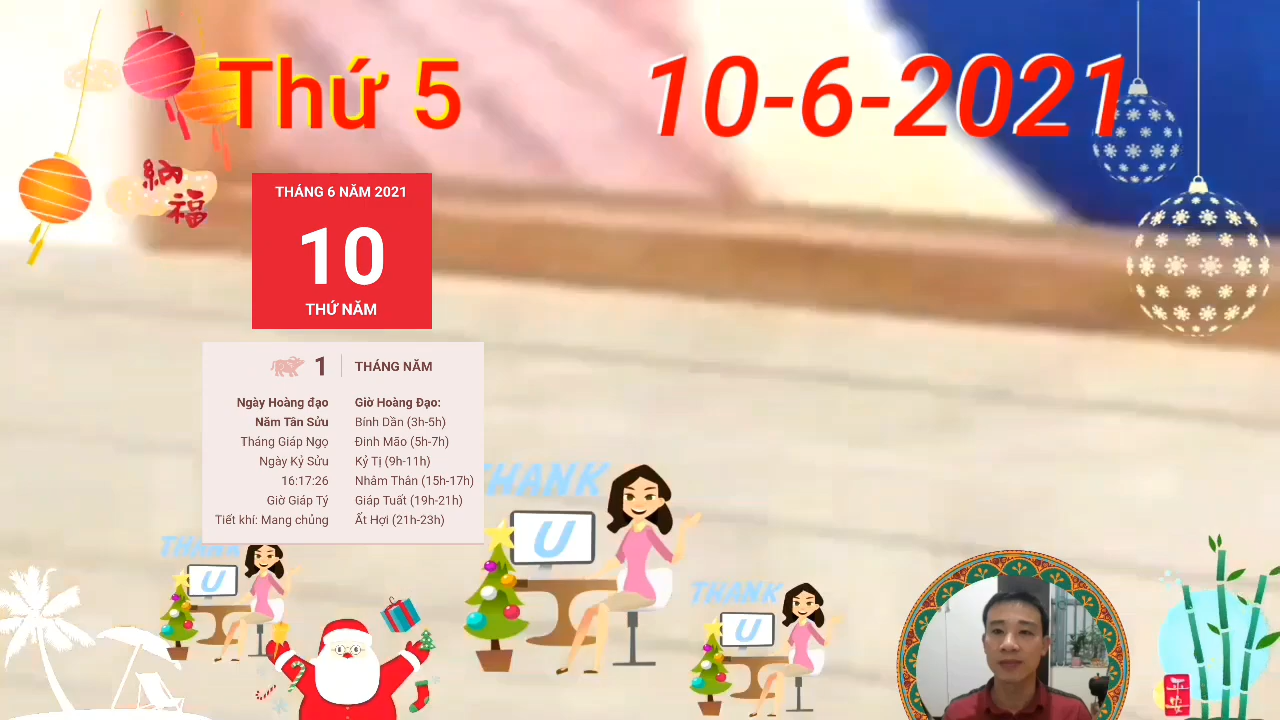 Thứ 5
10-6-2021
納
福
THÁNG 6 NĂM 2021
10
THỨ NĂM
1
THÁNG NĂM
Ngày Hoàng đạo
Năm Tân Sửu
Tháng Giáp Ngọ
Ngày Kỷ Sửu
16:17:26
Giờ Giáp Tý
Tiết khí: Mang chủng
Giờ Hoàng Đạo:
Bính Dần (3h-5h)
Đinh Mão (5h-7h)
Kỷ Tị (9h-11h)
Nhâm Thân (15h-17h)
Giáp Tuất (19h-21h)
Ất Hợi (21h-23h)
THANK
U
THANK
U
THANK
U
平安